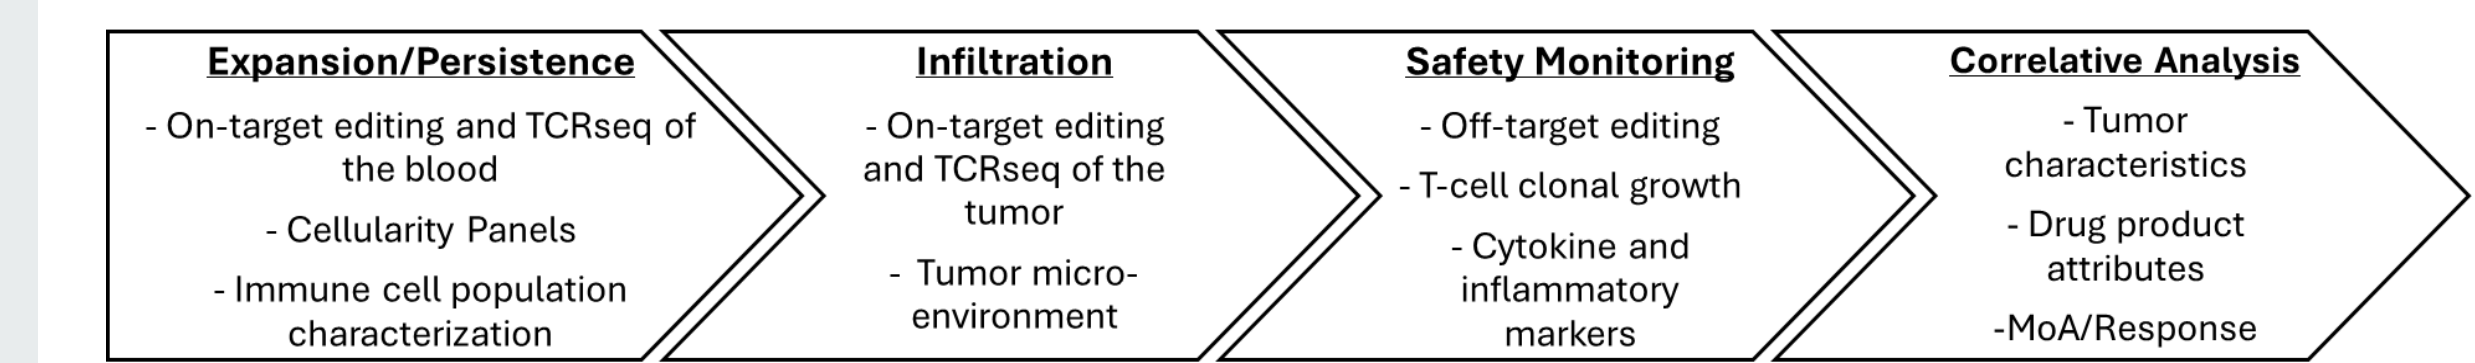 Expansion/Persistence
- On-target editing and TCRseq of
the blood
- Cellularity Panels
- Immune cell population
characterization
Infiltration
- On-target editing
and TCRseq of the
tumor
- Tumor micro-
environment
Safety Monitoring
- Off-target editing
- T-cell clonal growth
- Cytokine and
inflammatory
markers
Correlative Analysis
- Tumor
characteristics
- Drug product
attributes
-MoA/Response